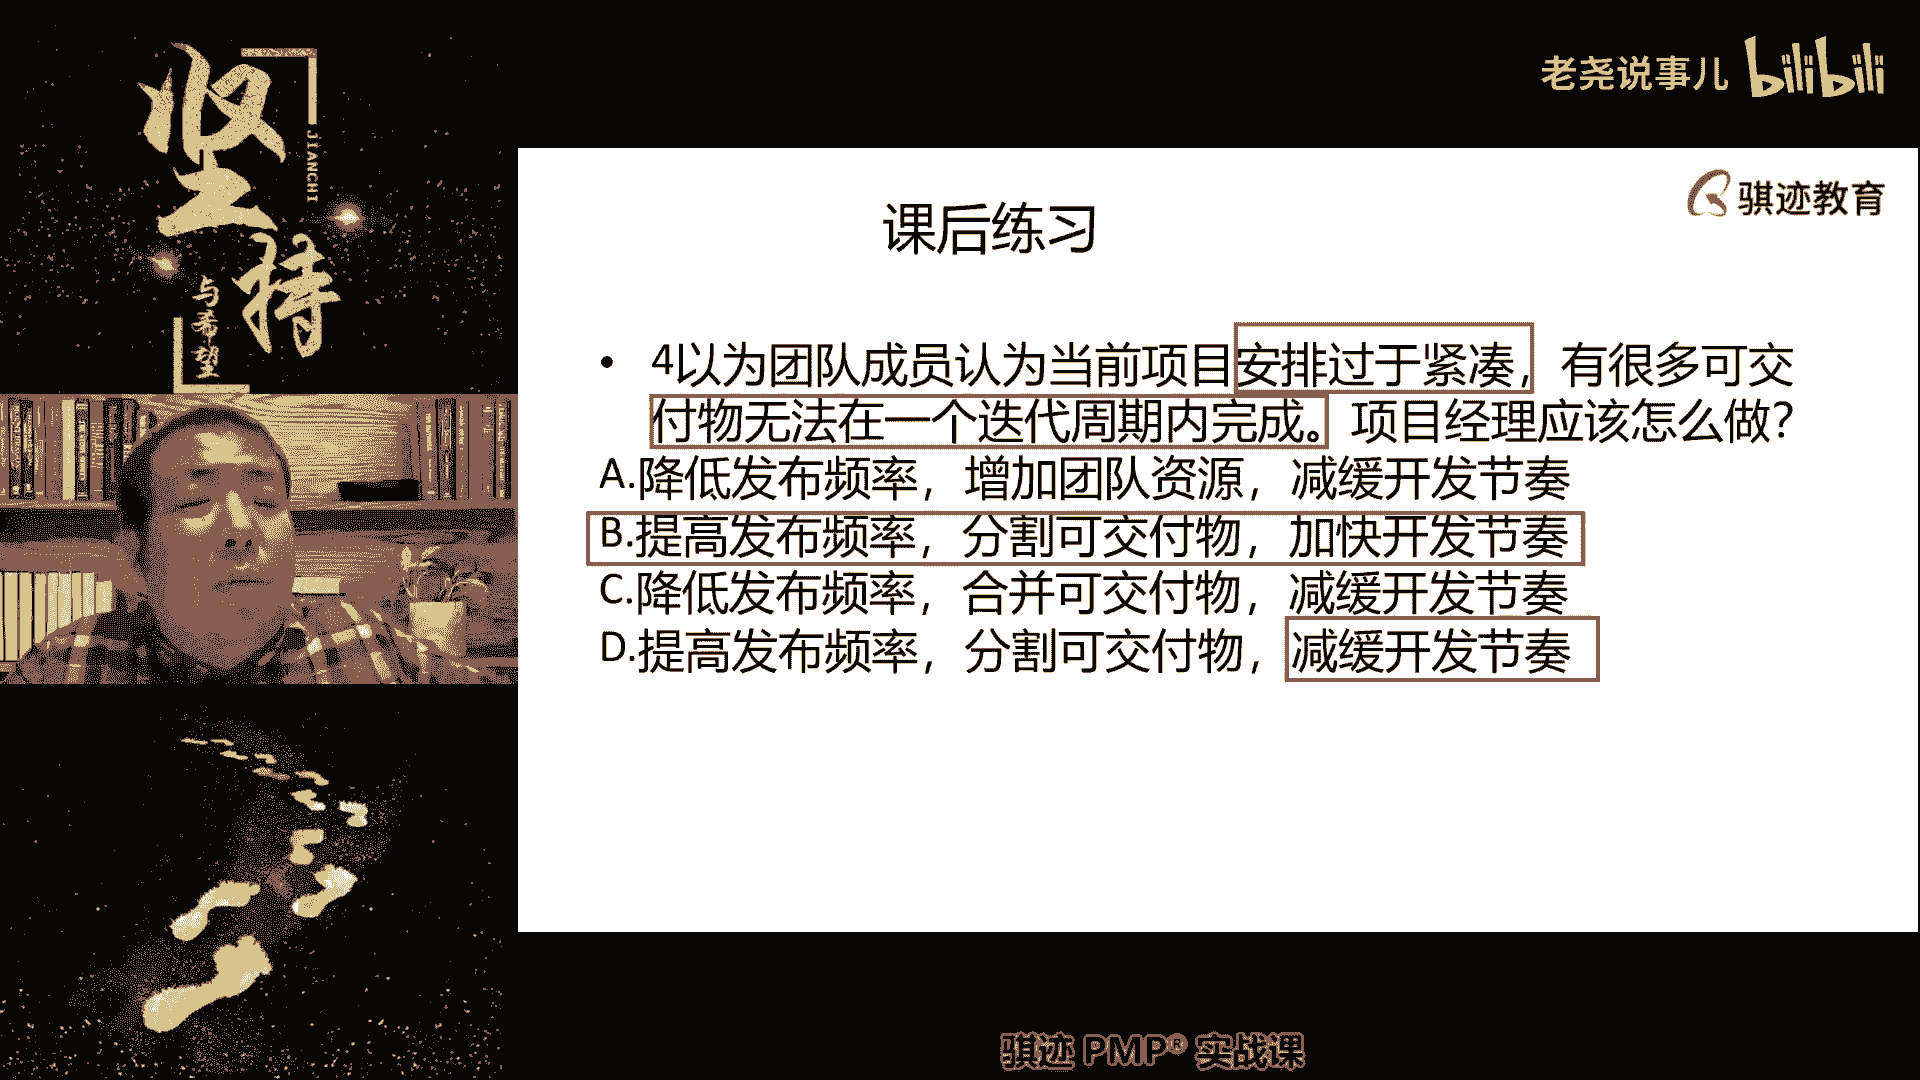 坚持
JIANCHI
与希望
老尧说事儿 bilibili
骐迹教育
课后练习
• 4以为团队成员认为当前项目安排过于紧凑，有很多可交
付物无法在一个迭代周期内完成。项目经理应该怎么做？
A.降低发布频率，增加团队资源，减缓开发节奏
B.提高发布频率，分割可交付物，加快开发节奏
C.降低发布频率，合并可交付物，减缓开发节奏
D.提高发布频率，分割可交付物，减缓开发节奏
骐迹 PMP® 实战课